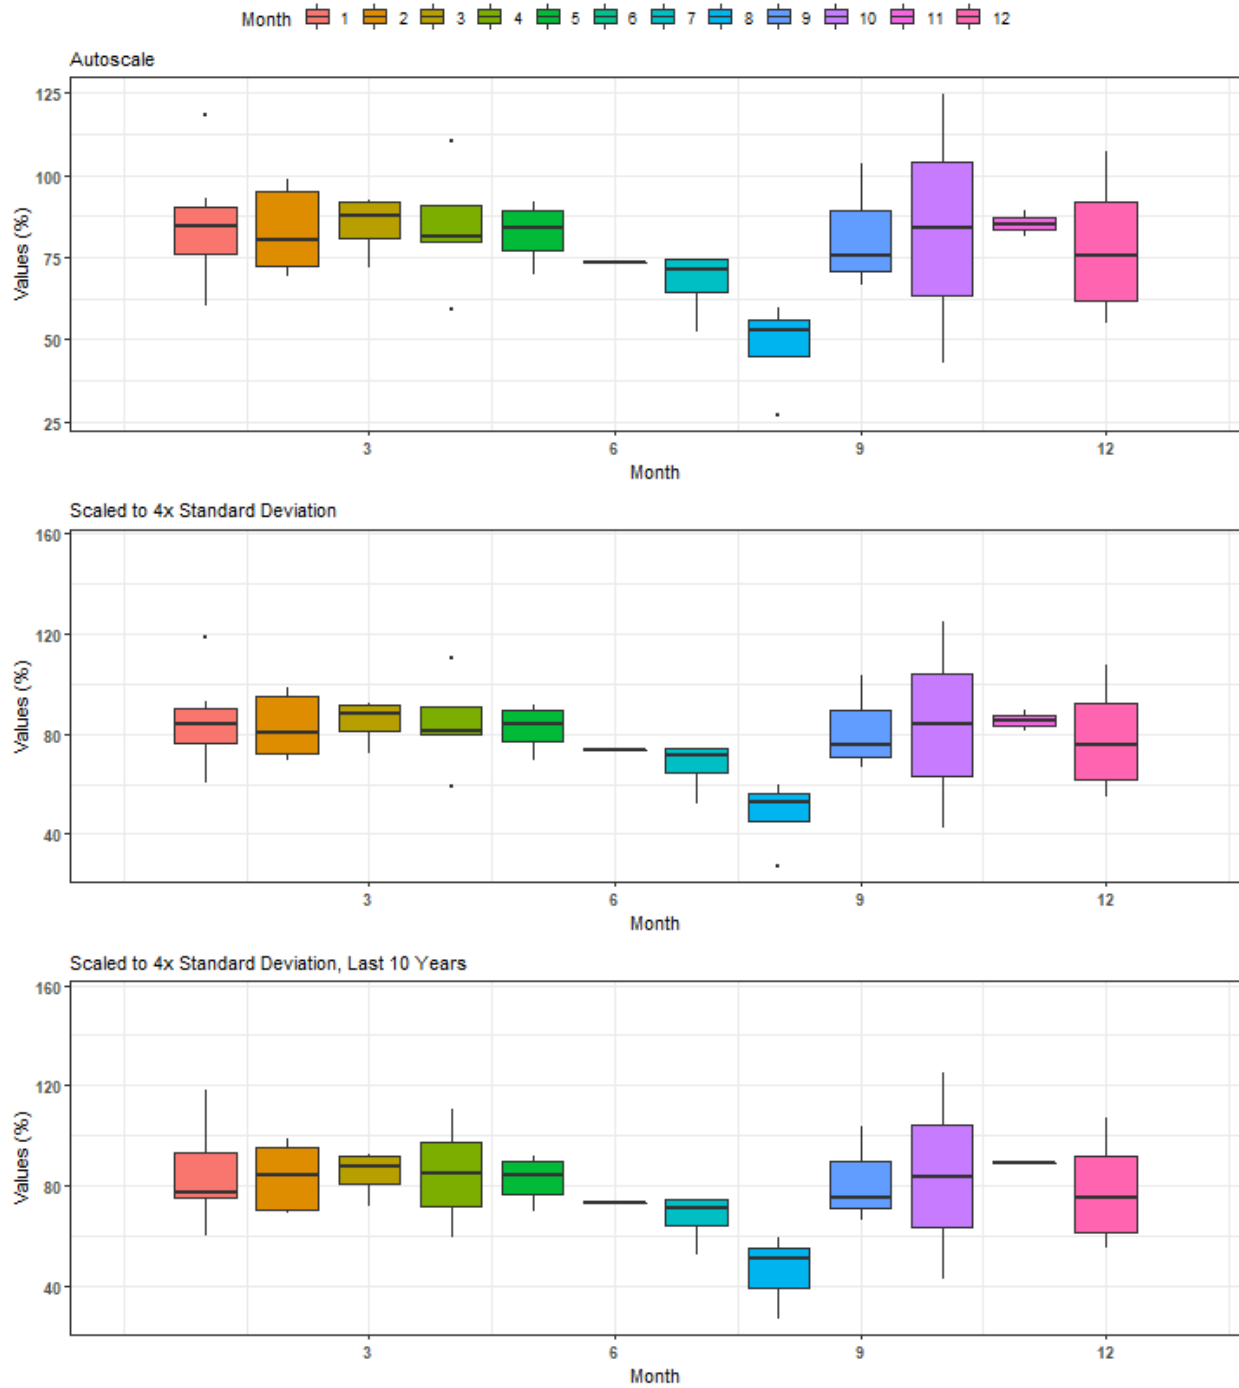 Month 1 2 3 4 5 6 7 8 9 10 11 12
Autoscale
Values (%)
125
100
75
50
25
3 6 9 12
Month
Scaled to 4x Standard Deviation
Values (%)
160
120
80
40
3 6 9 12
Month
Scaled to 4x Standard Deviation, Last 10 Years
Values (%)
160
120
80
40
3 6 9 12
Month